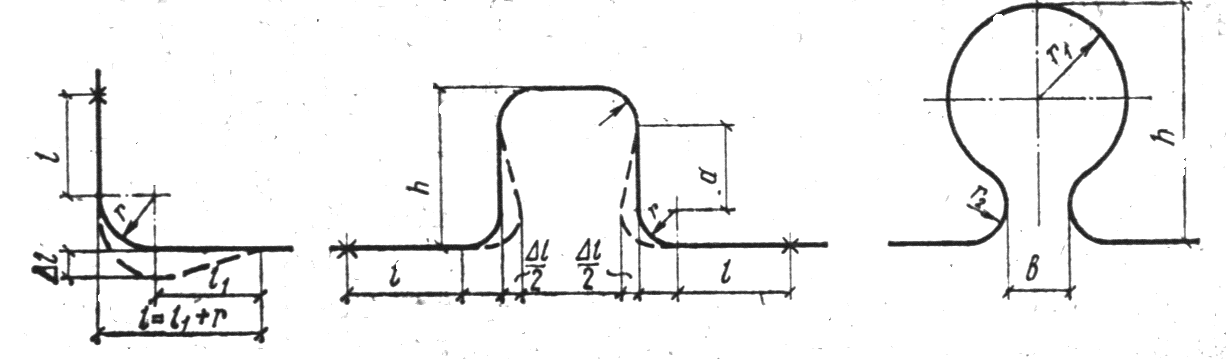 l
r
Δl
l₁
l=l₁+r
h
a
r
Δl/2
Δl/2
l
l
r₁
h
r₂
в